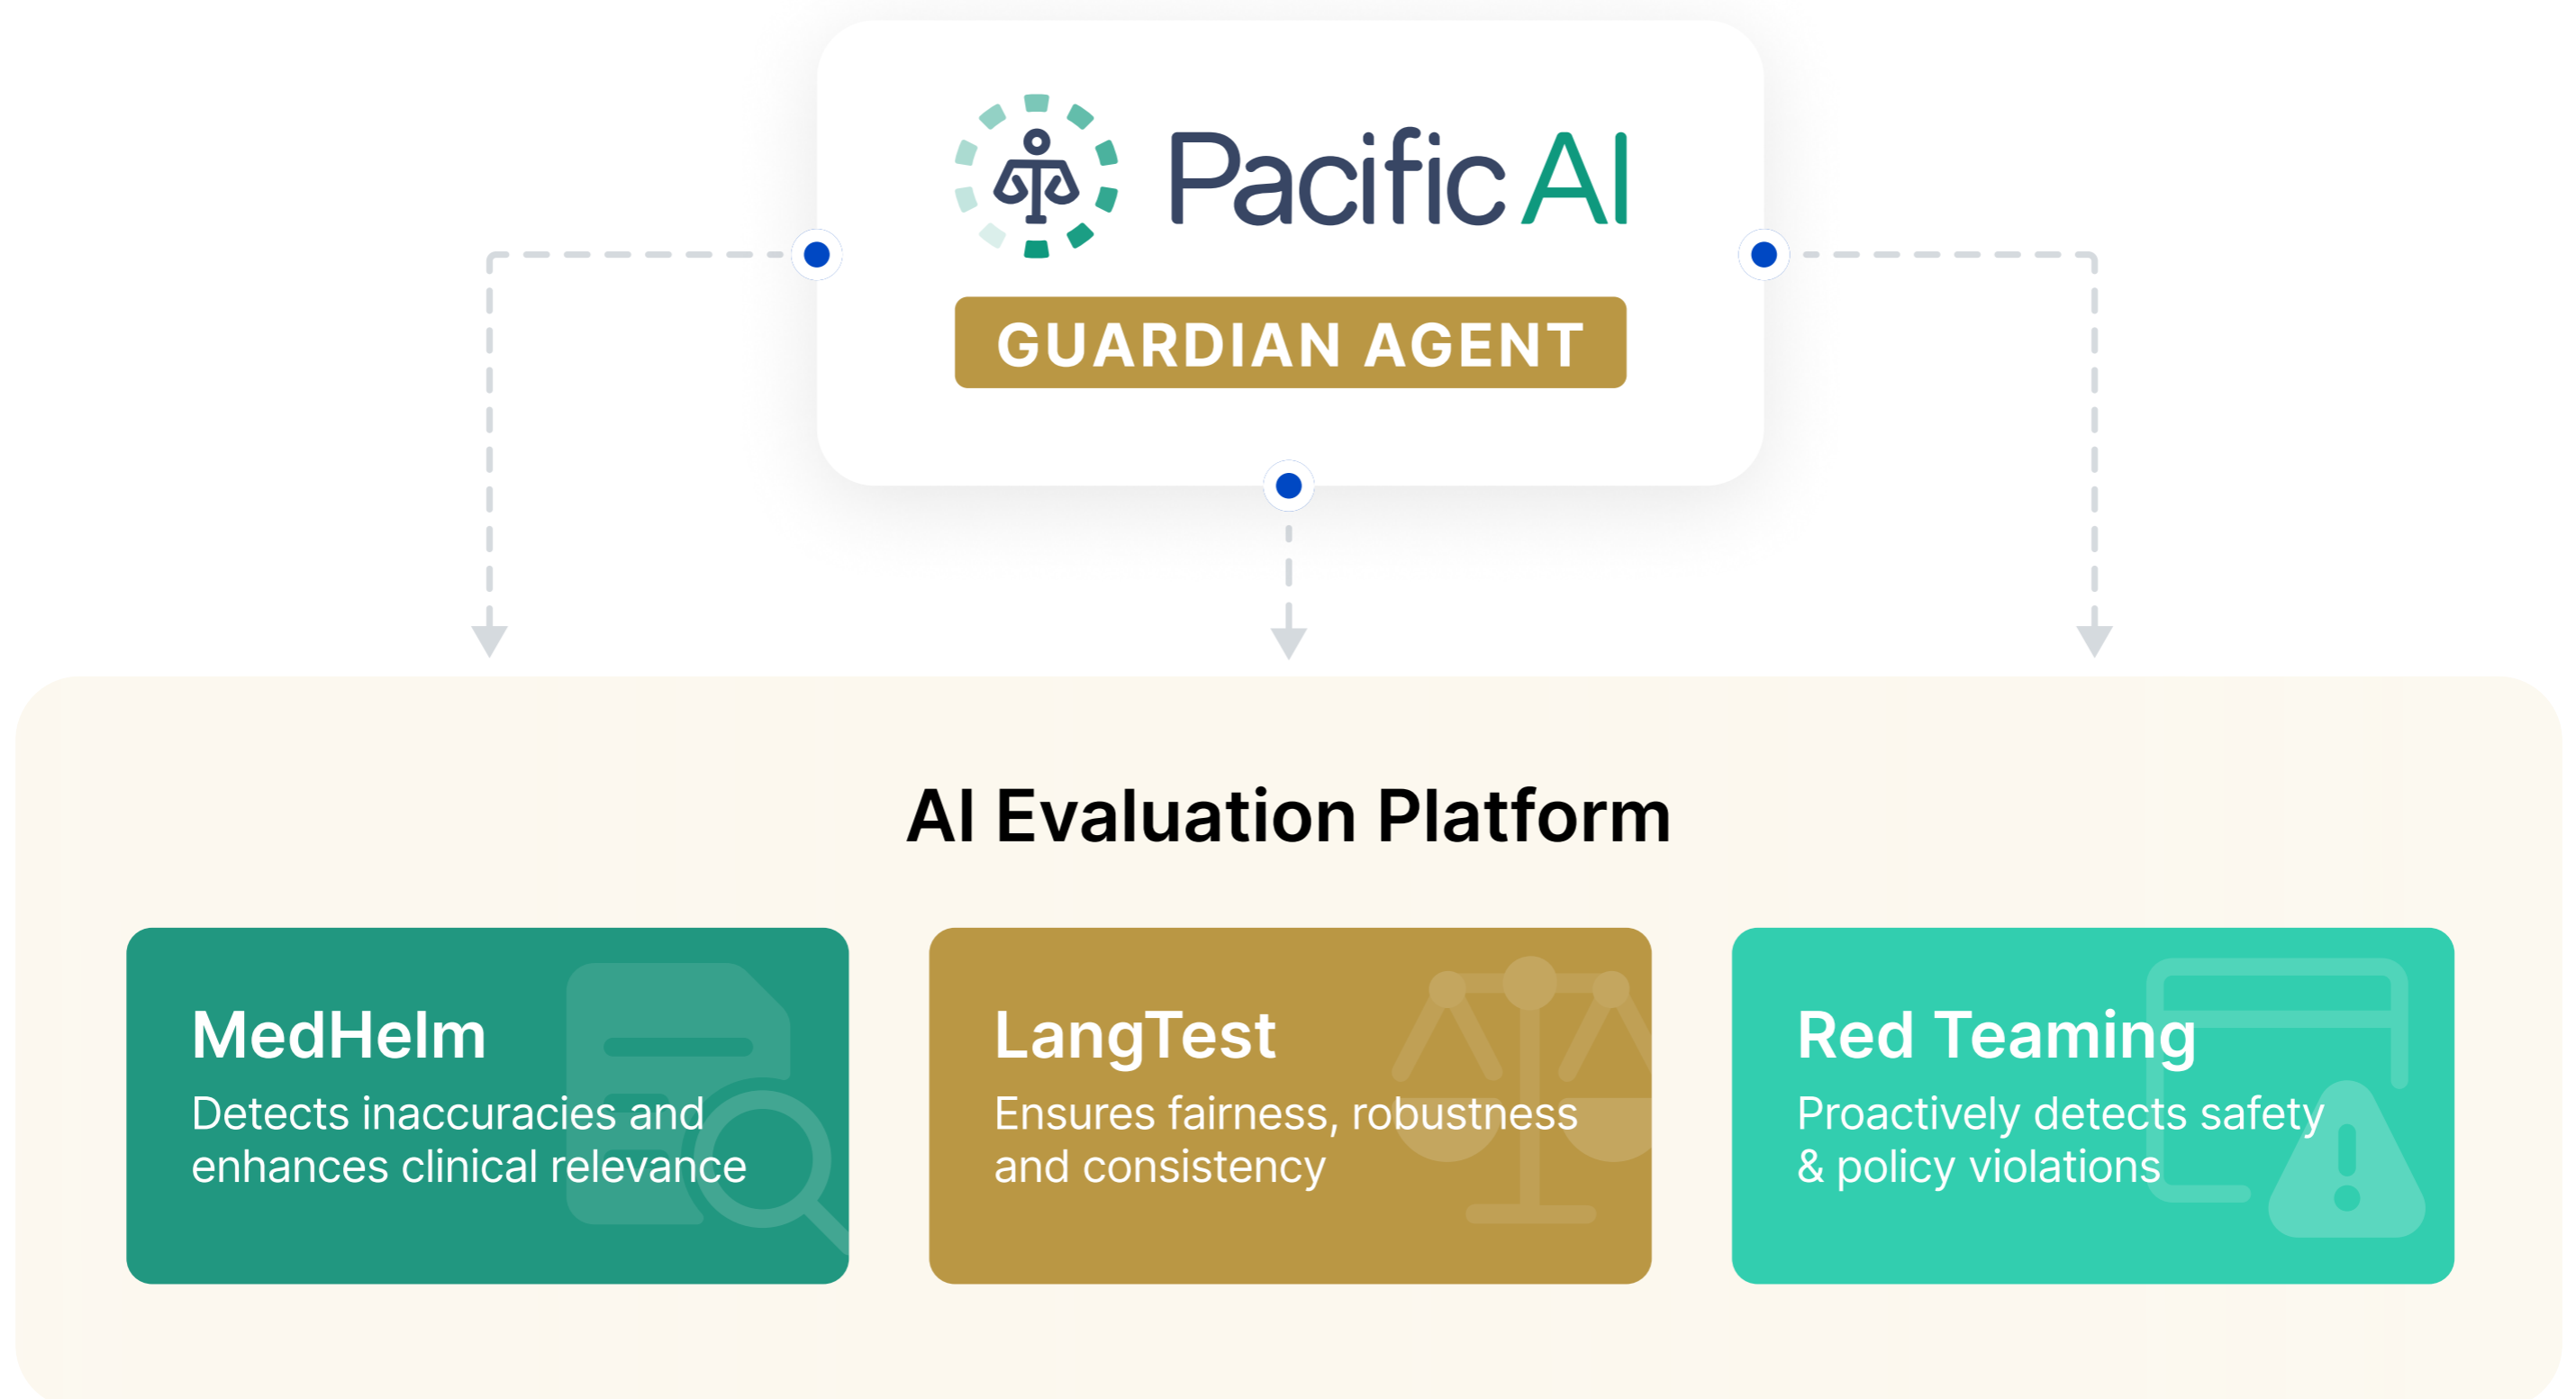 Pacific AI
GUARDIAN AGENT
AI Evaluation Platform
MedHelm
Detects inaccuracies and
enhances clinical relevance
LangTest
Ensures fairness, robustness
and consistency
Red Teaming
Proactively detects safety
& policy violations